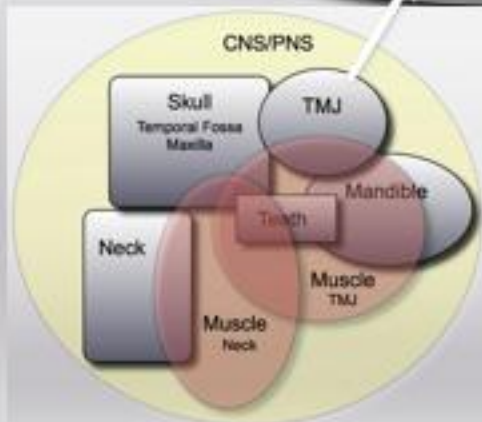 CNS/PNS
Skull
Temporal Fossa
Maxilla
TMJ
Mandible
Teeth
Neck
Muscle
TMJ
Muscle
Neck